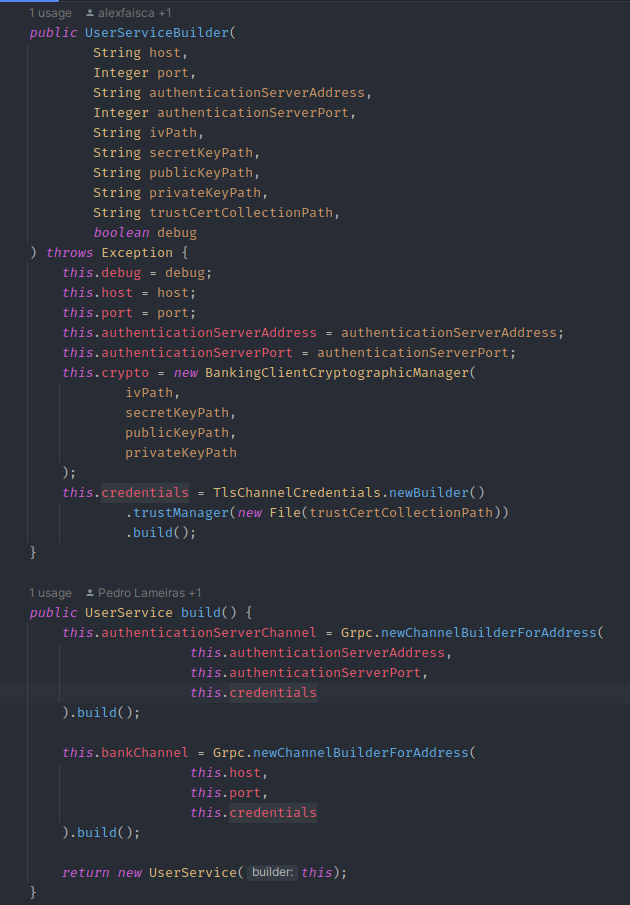 1 usage alexfaisca +1
public UserServiceBuilder(
        String host,
        Integer port,
        String authenticationServerAddress,
        Integer authenticationServerPort,
        String ivPath,
        String secretKeyPath,
        String publicKeyPath,
        String privateKeyPath,
        String trustCertCollectionPath,
        boolean debug
) throws Exception {
    this.debug = debug;
    this.host = host;
    this.port = port;
    this.authenticationServerAddress = authenticationServerAddress;
    this.authenticationServerPort = authenticationServerPort;
    this.crypto = new BankingClientCryptographicManager(
            ivPath,
            secretKeyPath,
            publicKeyPath,
            privateKeyPath
    );
    this.credentials = TlsChannelCredentials.newBuilder()
            .trustManager(new File(trustCertCollectionPath))
            .build();
}
1 usage Pedro Lameiras +1
public UserService build() {
    this.authenticationServerChannel = Grpc.newChannelBuilderForAddress(
                    this.authenticationServerAddress,
                    this.authenticationServerPort,
                    this.credentials
    ).build();
    this.bankChannel = Grpc.newChannelBuilderForAddress(
                    this.host,
                    this.port,
                    this.credentials
    ).build();
    return new UserService( builder: this);
}